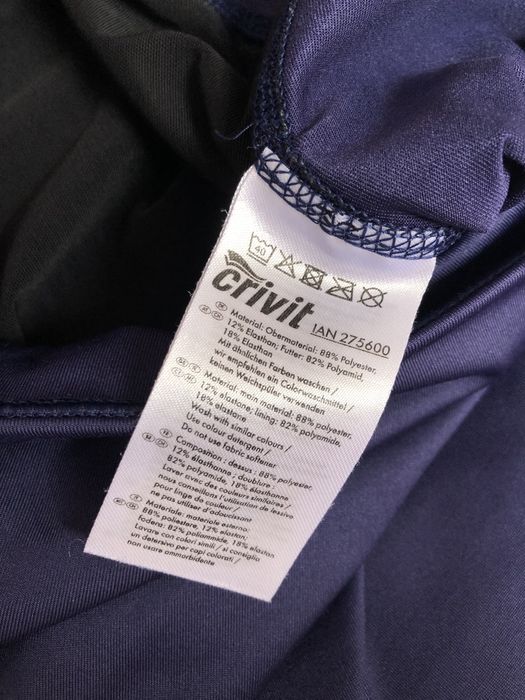 40
crivit
IAN 275600
DE AT CH Material: Obermaterial: 88% Polyester,
12% Elasthan; Futter: 82% Polyamid,
18% Elasthan
Mit ähnlichen Farben waschen /
wir empfehlen ein Colorwaschmittel /
keinen Weichspüler verwenden
Material: main material: 88% polyester,
12% elastane; lining: 82% polyamide,
18% elastane
Wash with similar colours /
Use colour detergent /
Do not use fabric softener
Composition : dessus : 88% polyester,
12% élasthanne ; doublure :
82% polyamide, 18% élasthanne
Laver avec des couleurs similaires /
nous conseillons l'utilisation de lessive
pour linge de couleur /
ne pas utiliser d'adoucissant
Materiale: materiale esterno:
88% poliestere, 12% elastan;
fodera: 82% poliammide, 18% elastan
Lavare con colori simili / si consiglia
un detersivo per capi colorati /
non usare ammorbidente